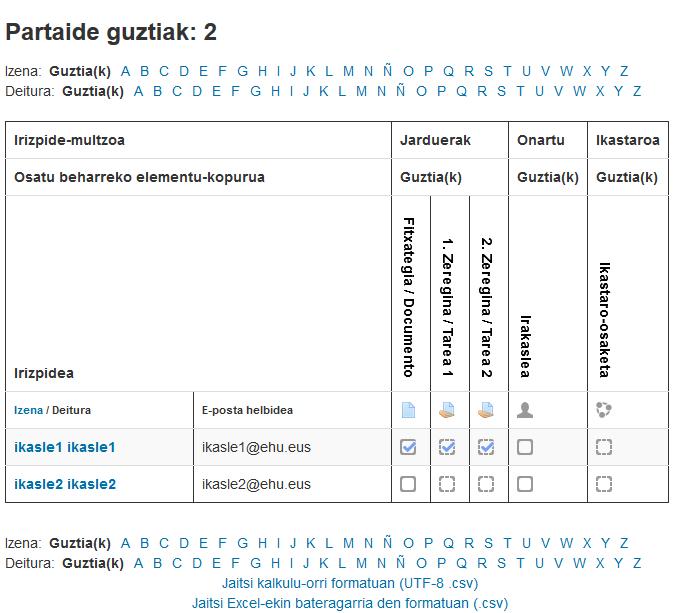 Partaide guztiak: 2
Izena: Guztia(k) A B C D E F G H I J K L M N Ñ O P Q R S T U V W X Y Z
Deitura: Guztia(k) A B C D E F G H I J K L M N Ñ O P Q R S T U V W X Y Z
Irizpide-multzoa Jarduerak Onartu Ikastaroa
Osatu beharreko elementu-kopurua Guztia(k) Guztia(k) Guztia(k)
Irizpidea Fitxategia / Documento 1. Zeregina / Tarea 1 2. Zeregina / Tarea 2 Irakaslea Ikastaro-osaketa
Izena / Deitura E-posta helbidea
ikasle1 ikasle1 ikasle1@ehu.eus
ikasle2 ikasle2 ikasle2@ehu.eus
Izena: Guztia(k) A B C D E F G H I J K L M N Ñ O P Q R S T U V W X Y Z
Deitura: Guztia(k) A B C D E F G H I J K L M N Ñ O P Q R S T U V W X Y Z
Jaitsi kalkulu-orri formatuan (UTF-8 .csv)
Jaitsi Excel-ekin bateragarria den formatuan (.csv)